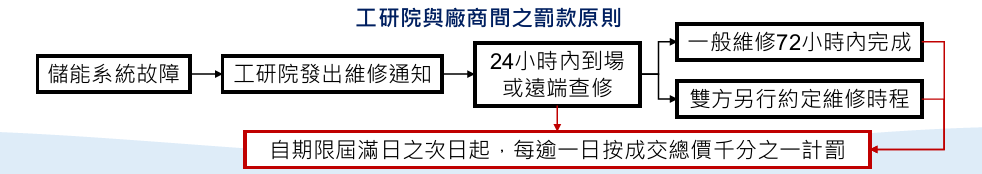 工研院與廠商間之罰款原則
儲能系統故障
工研院發出維修通知
24小時內到場
或遠端查修
一般維修72小時內完成
雙方另行約定維修時程
自期限屆滿日之次日起，每逾一日按成交總價千分之一計罰